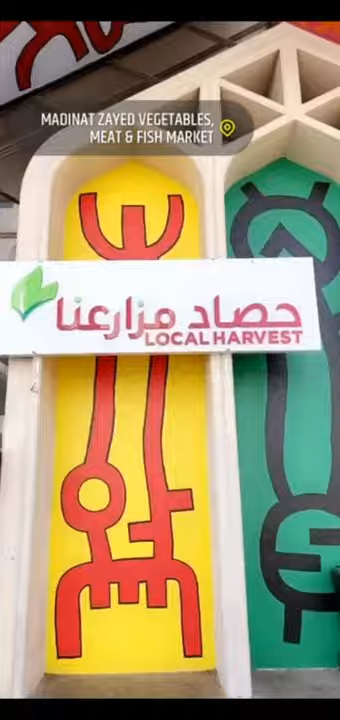 MADINAT ZAYED VEGETABLES,
MEAT & FISH MARKET
حصاد مزارعنا
LOCAL HARVEST